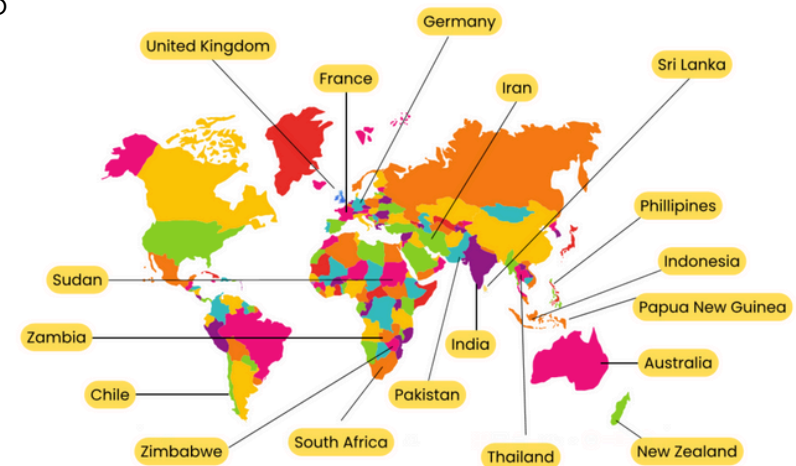 Germany
United Kingdom
Sri Lanka
France
Iran
Phillipines
Indonesia
Sudan
Papua New Guinea
Zambia
India
Australia
Chile
Pakistan
South Africa
Zimbabwe
New Zealand
Thailand